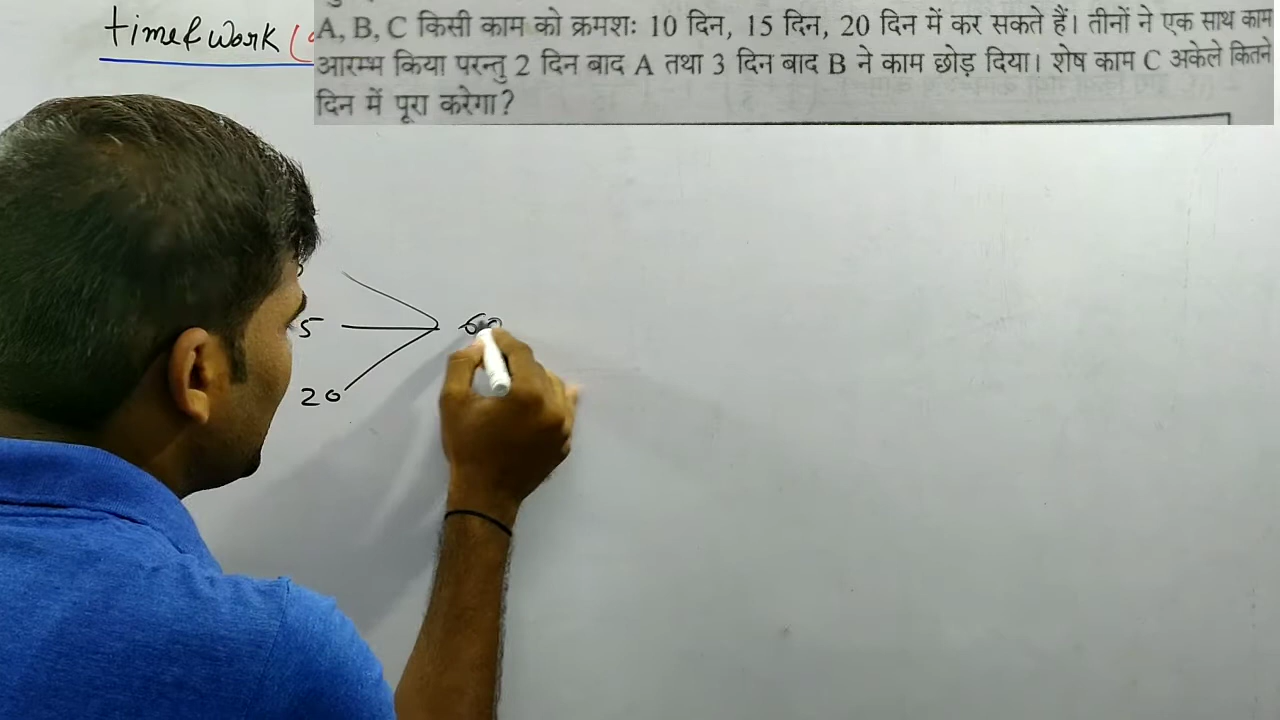 time & work (
A, B, C किसी काम को क्रमशः 10 दिन, 15 दिन, 20 दिन में कर सकते हैं। तीनों ने एक साथ काम
आरम्भ किया परन्तु 2 दिन बाद A तथा 3 दिन बाद B ने काम छोड़ दिया। शेष काम C अकेले कितने
दिन में पूरा करेगा?
5 60
20